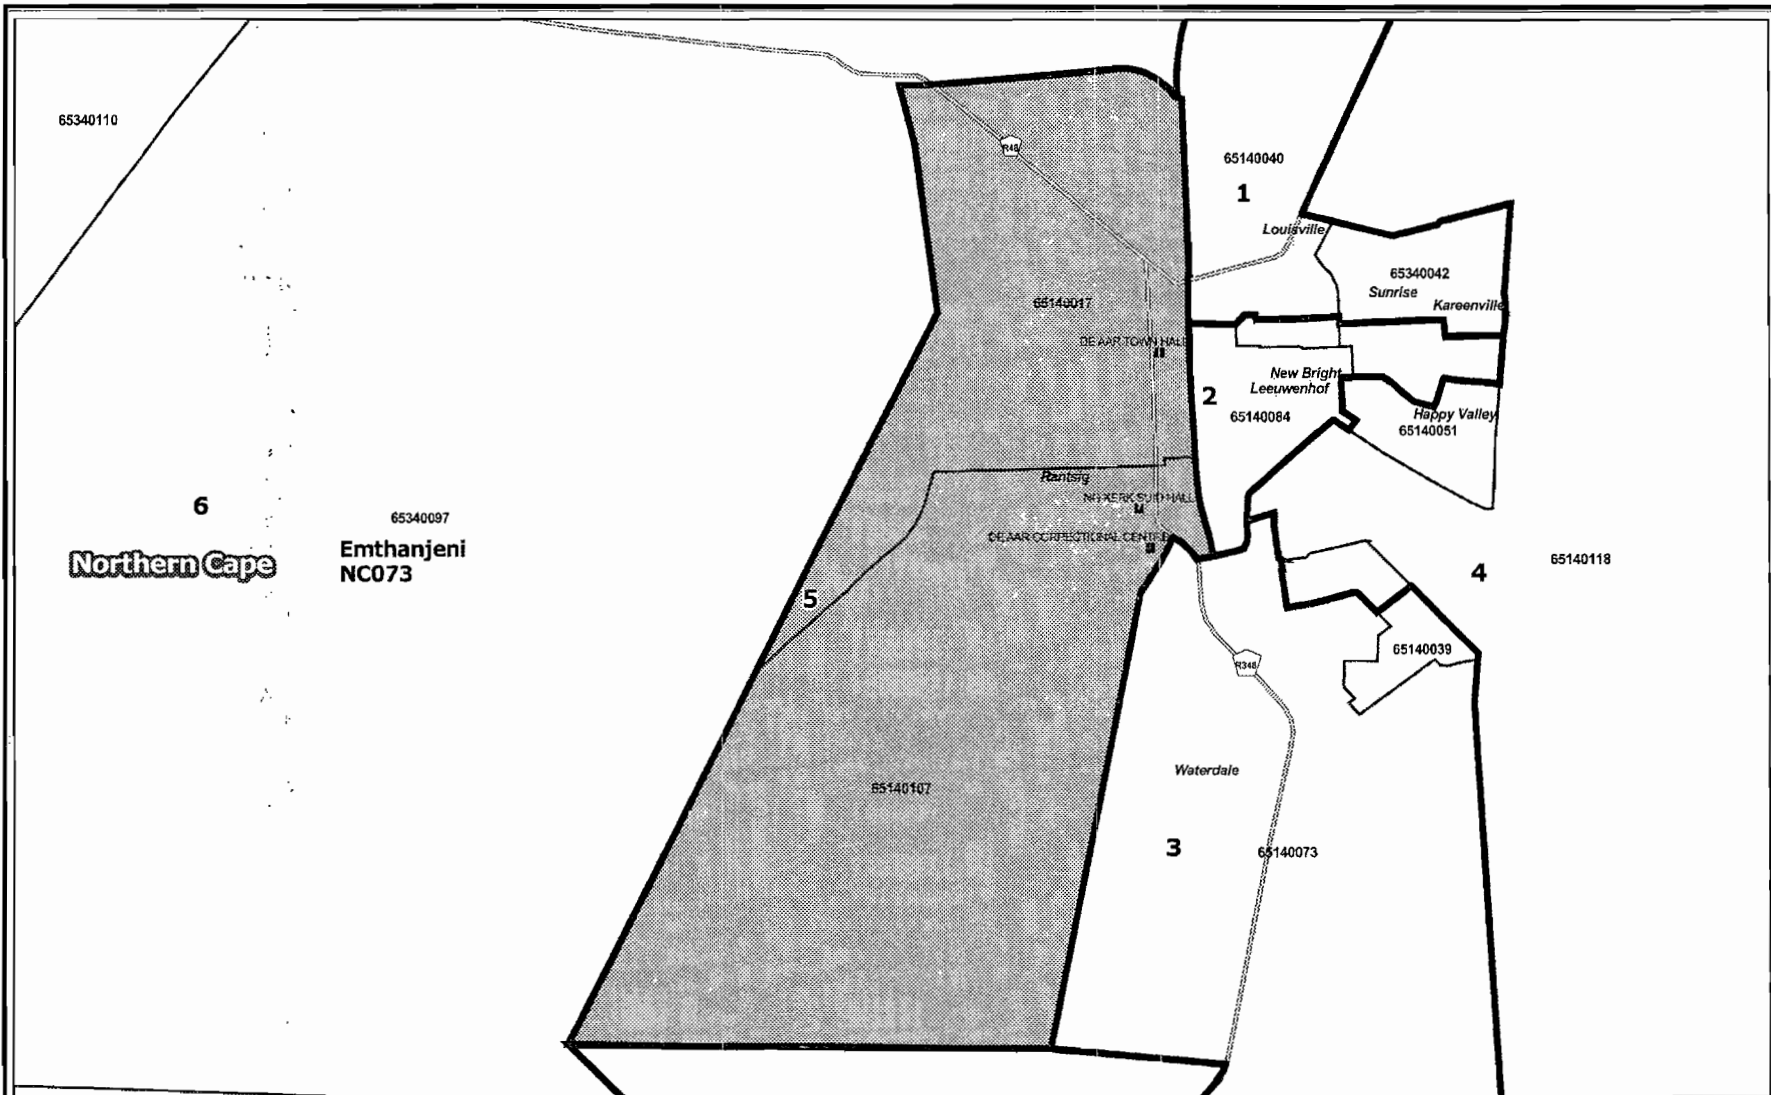 65340110
R48
65140040
1
Louisville
65340042
Sunrise
Kareenville
65140017
DE AAR TOWN HALL
New Bright
Leeuwenhof
2
65140084
Happy Valley
65140051
Rantsig
NG KERK SUID HALL
6
65340097
Northern Cape
Emthanjeni
NC073
DE AAR CORRECTIONAL CENTRE
5
4
65140118
65140039
R348
Waterdale
65140107
3
65140073